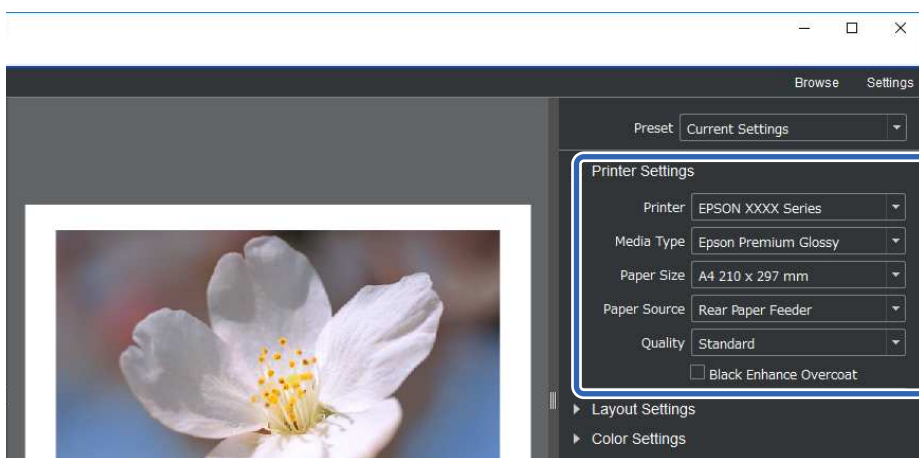 Browse Settings
Preset Current Settings
Printer Settings
Printer EPSON XXXX Series
Media Type Epson Premium Glossy
Paper Size A4 210 x 297 mm
Paper Source Rear Paper Feeder
Quality Standard
Black Enhance Overcoat
Layout Settings
Color Settings